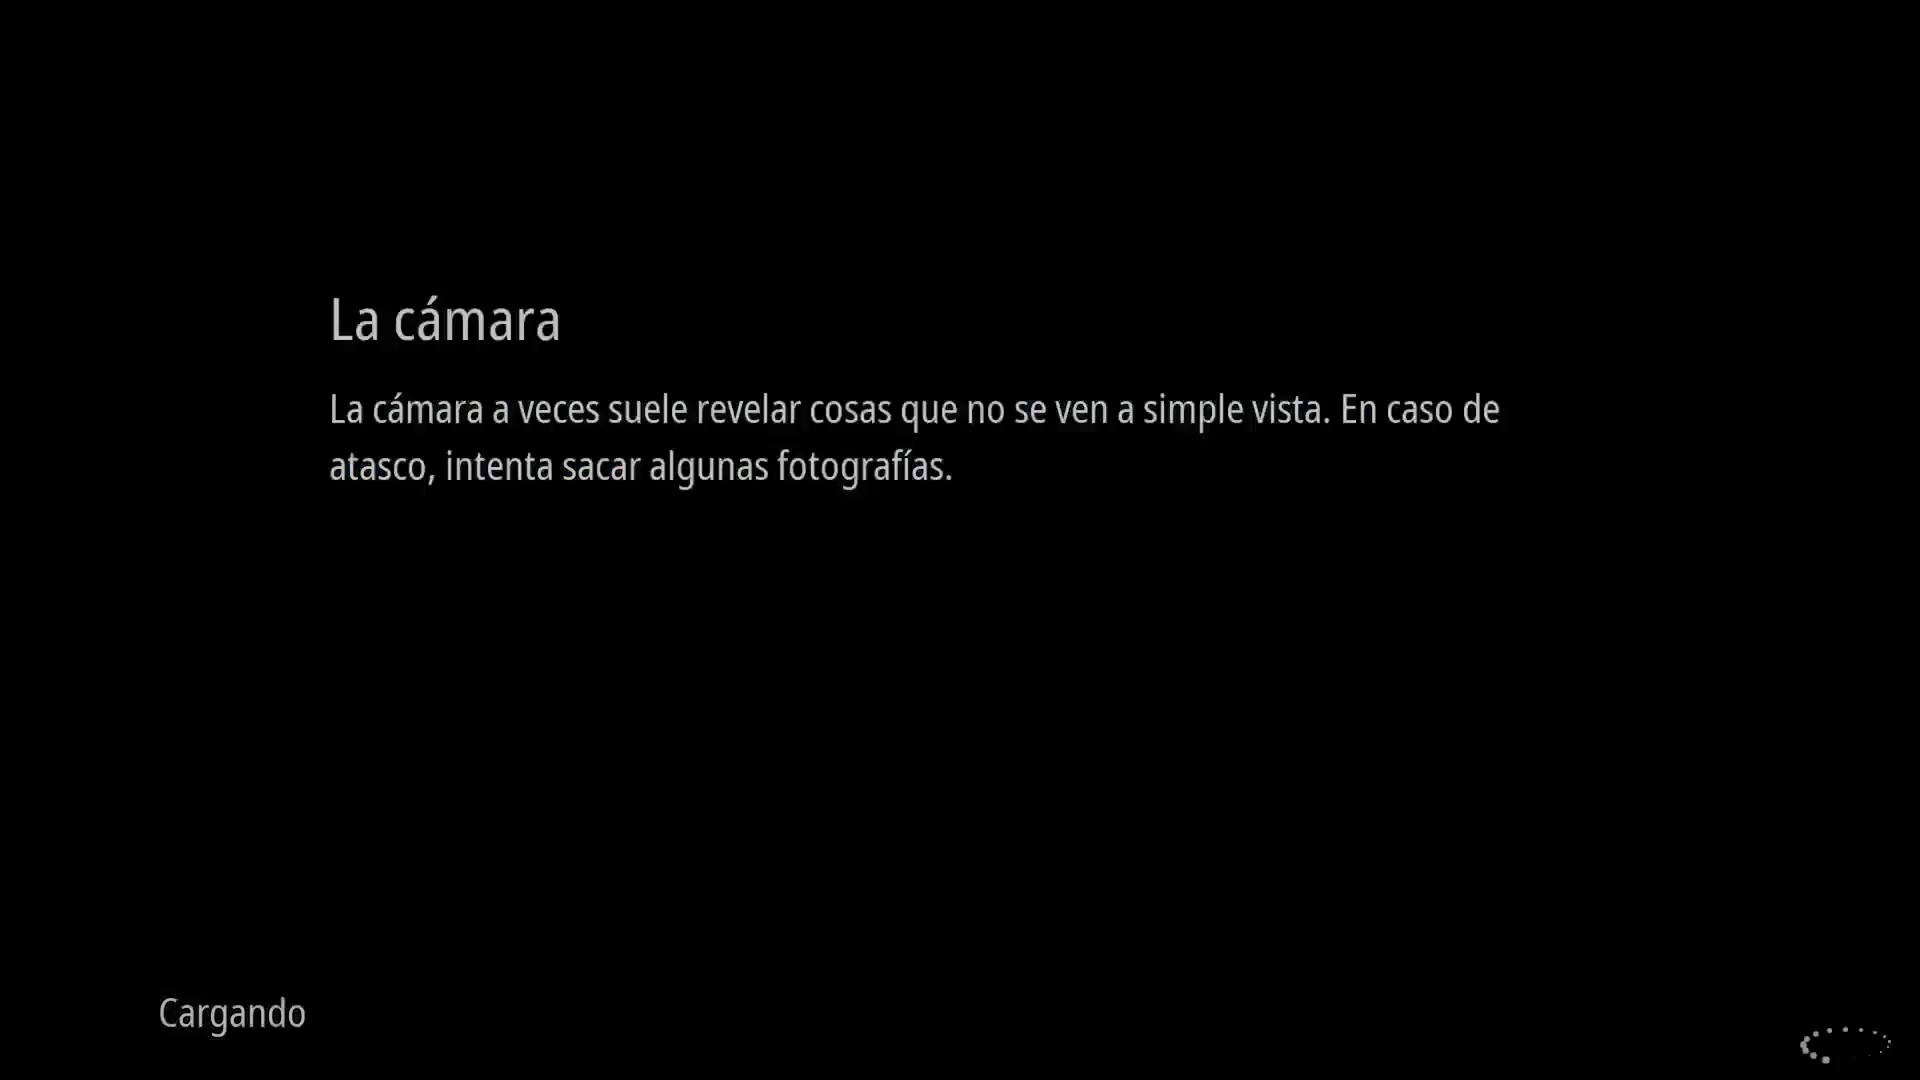 La cámara
La cámara a veces suele revelar cosas que no se ven a simple vista. En caso de
atasco, intenta sacar algunas fotografías.
Cargando